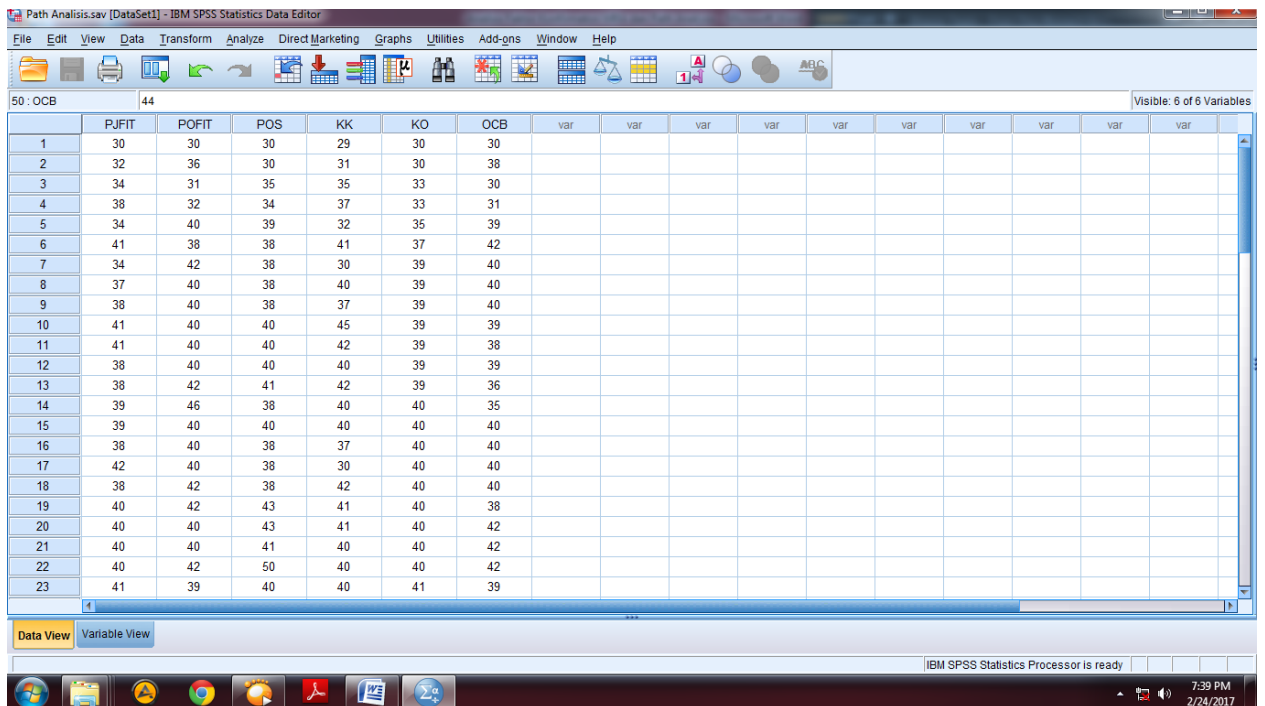 Path Analisis.sav [DataSet1] - IBM SPSS Statistics Data Editor
File Edit View Data Transform Analyze Direct Marketing Graphs Utilities Add-ons Window Help
50 : OCB 44 Visible: 6 of 6 Variables
PJFIT POFIT POS KK KO OCB var var var var var var var var var var
1 30 30 30 29 30 30
2 32 36 30 31 30 38
3 34 31 35 35 33 30
4 38 32 34 37 33 31
5 34 40 39 32 35 39
6 41 38 38 41 37 42
7 34 42 38 30 39 40
8 37 40 38 40 39 40
9 38 40 38 37 39 40
10 41 40 40 45 39 39
11 41 40 40 42 39 38
12 38 40 40 40 39 39
13 38 42 41 42 39 36
14 39 46 38 40 40 35
15 39 40 40 40 40 40
16 38 40 38 37 40 40
17 42 40 38 30 40 40
18 38 42 38 42 40 40
19 40 42 43 41 40 38
20 40 40 43 41 40 42
21 40 40 41 40 40 42
22 40 42 50 40 40 42
23 41 39 40 40 41 39
Data View Variable View
IBM SPSS Statistics Processor is ready
7:39 PM
2/24/2017